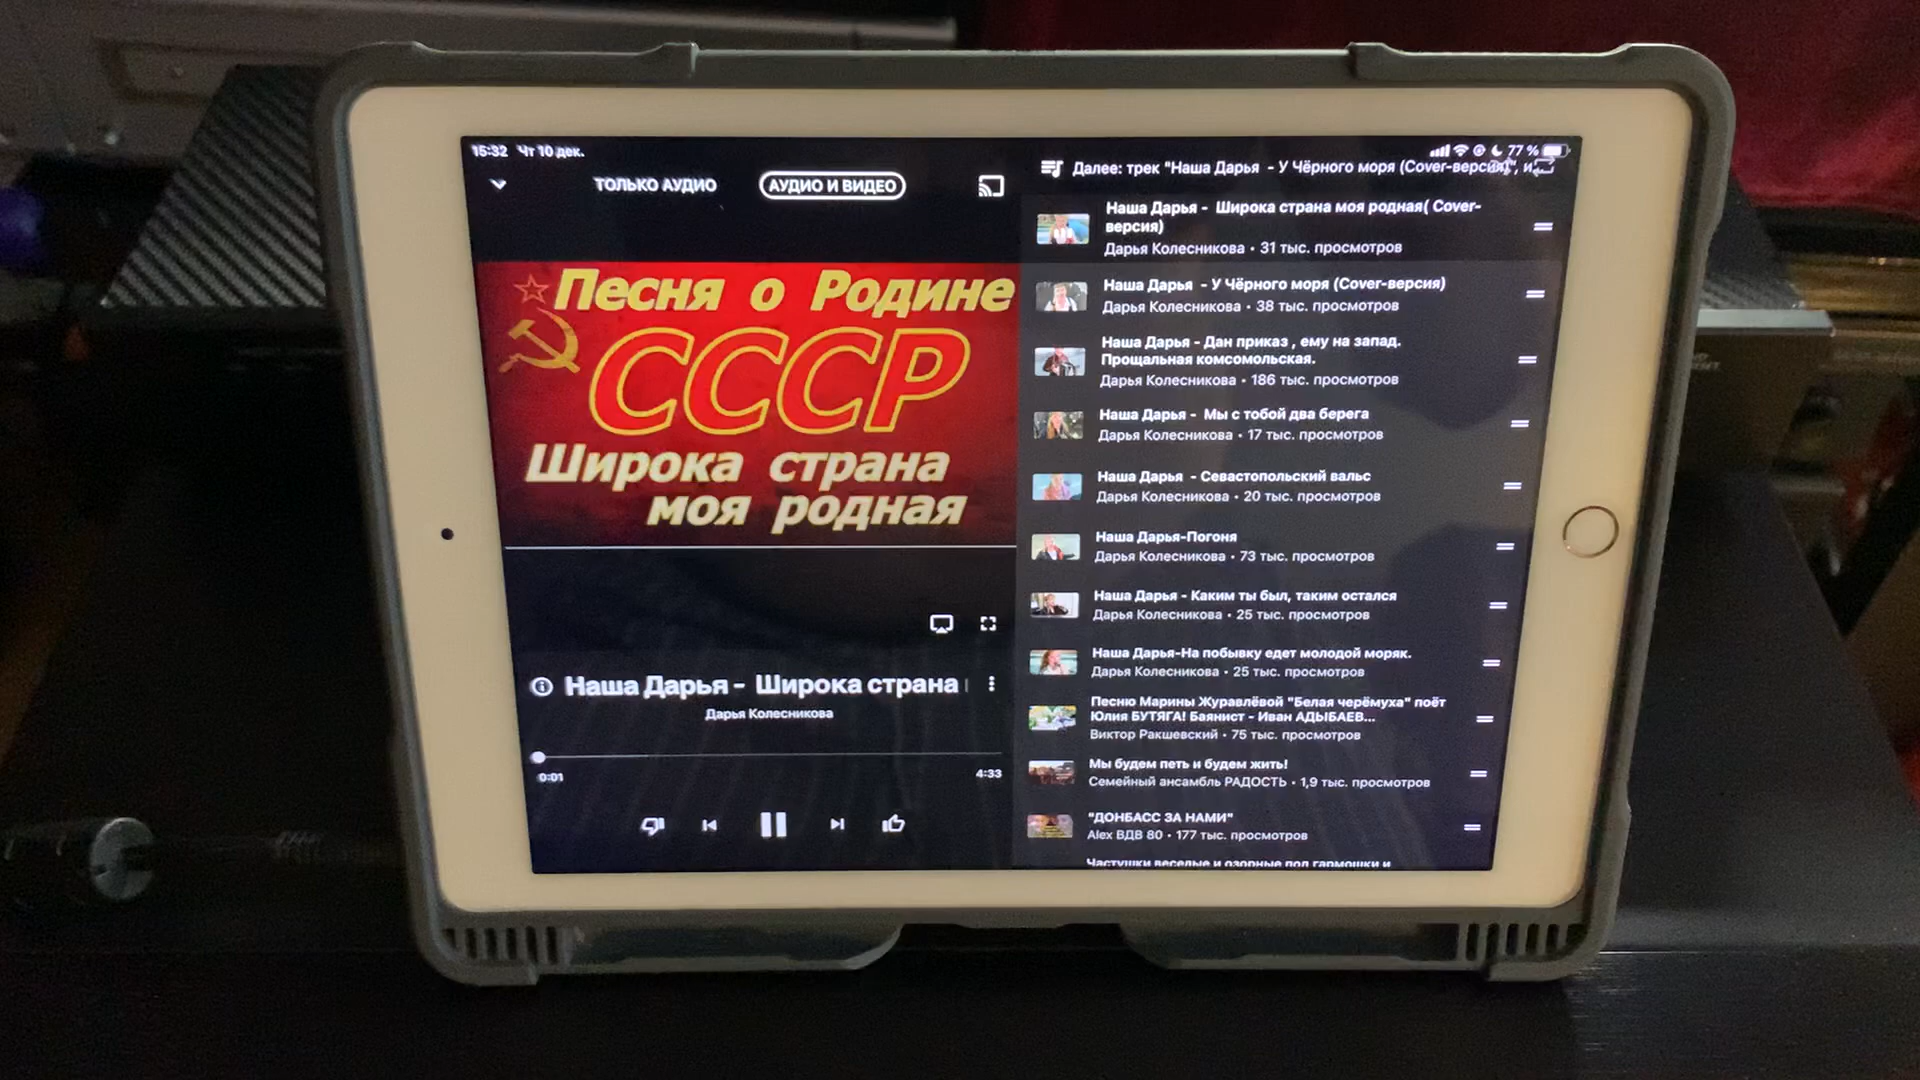 15:32 Чт 10 дек.
77 %
ТОЛЬКО АУДИО
АУДИО И ВИДЕО
Песня о Родине
СССР
Широка страна
моя родная
Наша Дарья - Широка страна
Дарья Колесникова
0:01
4:33
Далее: трек "Наша Дарья - У Чёрного моря (Cover-версия)", и
Наша Дарья - Широка страна моя родная( Cover-
версия)
Дарья Колесникова • 31 тыс. просмотров
Наша Дарья - У Чёрного моря (Cover-версия)
Дарья Колесникова • 38 тыс. просмотров
Наша Дарья - Дан приказ , ему на запад.
Прощальная комсомольская.
Дарья Колесникова • 186 тыс. просмотров
Наша Дарья - Мы с тобой два берега
Дарья Колесникова • 17 тыс. просмотров
Наша Дарья - Севастопольский вальс
Дарья Колесникова • 20 тыс. просмотров
Наша Дарья-Погоня
Дарья Колесникова • 73 тыс. просмотров
Наша Дарья - Каким ты был, таким остался
Дарья Колесникова • 25 тыс. просмотров
Наша Дарья-На побывку едет молодой моряк.
Дарья Колесникова • 25 тыс. просмотров
Песню Марины Журавлёвой "Белая черёмуха" поёт
Юлия БУТЯГА! Баянист - Иван АДЫБАЕВ...
Виктор Ракшевский • 75 тыс. просмотров
Мы будем петь и будем жить!
Семейный ансамбль РАДОСТЬ • 1,9 тыс. просмотров
"ДОНБАСС ЗА НАМИ"
Alex ВДВ 80 • 177 тыс. просмотров
Частушки веселые и озорные под гармошки и